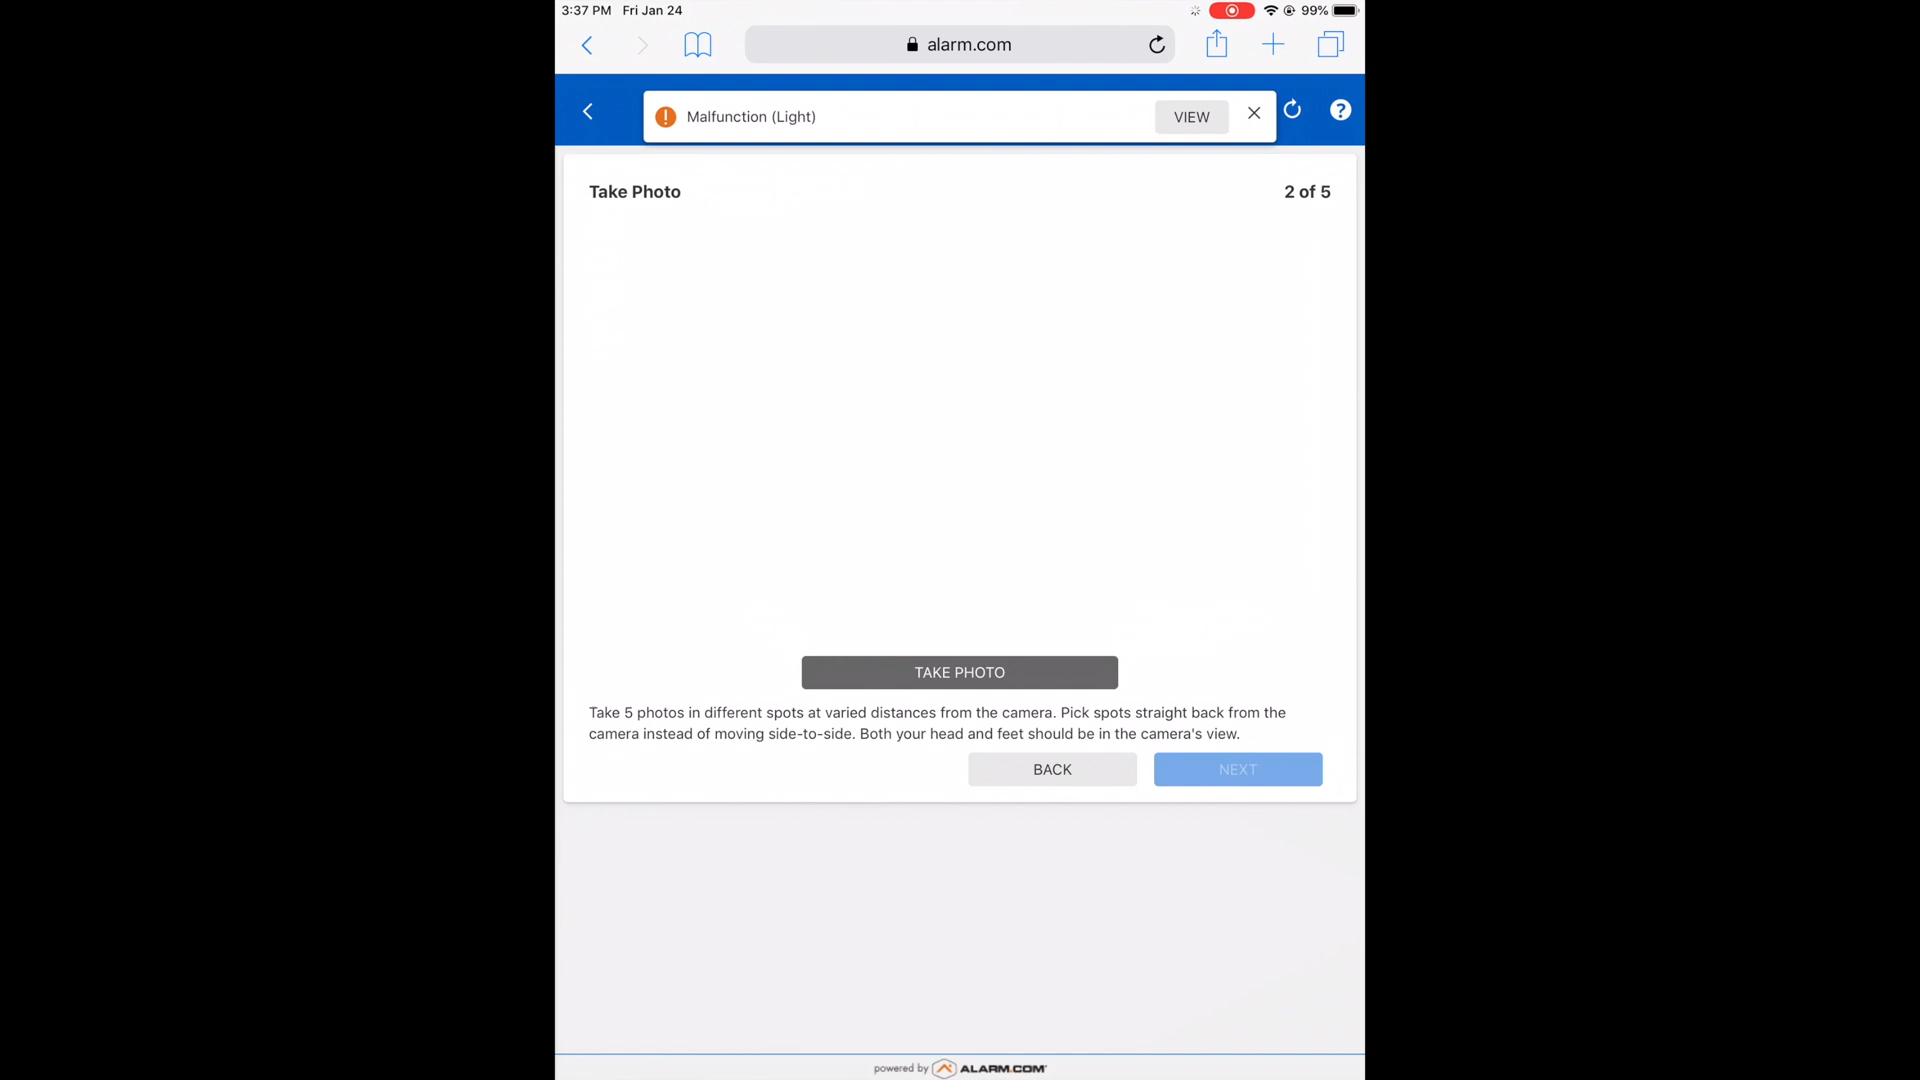 3:37 PM Fri Jan 24
99%
alarm.com
Malfunction (Light)
VIEW
Take Photo
2 of 5
TAKE PHOTO
Take 5 photos in different spots at varied distances from the camera. Pick spots straight back from the
camera instead of moving side-to-side. Both your head and feet should be in the camera's view.
BACK
NEXT
powered by ALARM.COM